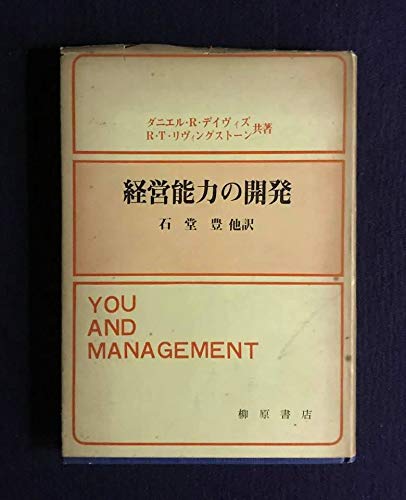 ダニエル・R・デイヴィズ
R・T・リヴィングストーン 共著
経営能力の開発
石堂 豊 他訳
YOU
AND
MANAGEMENT
柳原書店